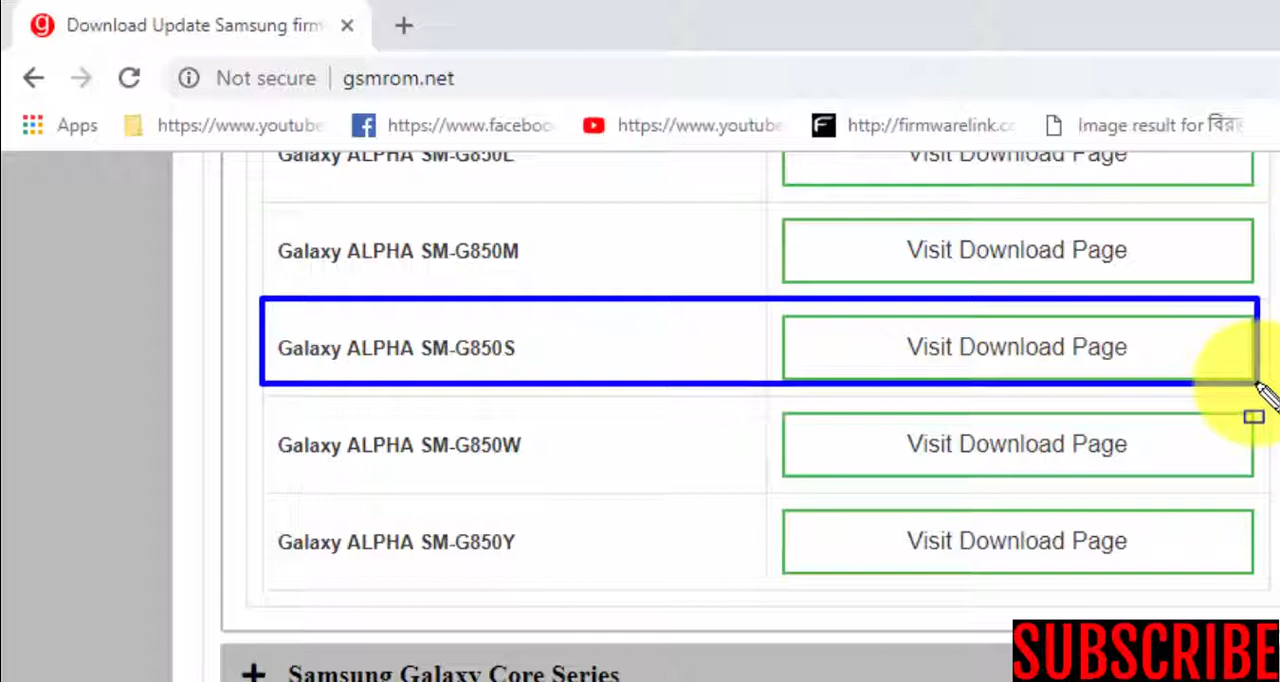 Download Update Samsung firm
Not secure gsmrom.net
Apps https://www.youtube https://www.faceboo https://www.youtube http://firmwarelink.co Image result for বির
Galaxy ALPHA SM-G850L Visit Download Page
Galaxy ALPHA SM-G850M Visit Download Page
Galaxy ALPHA SM-G850S Visit Download Page
Galaxy ALPHA SM-G850W Visit Download Page
Galaxy ALPHA SM-G850Y Visit Download Page
+ Samsung Galaxy Core Series
SUBSCRIBE